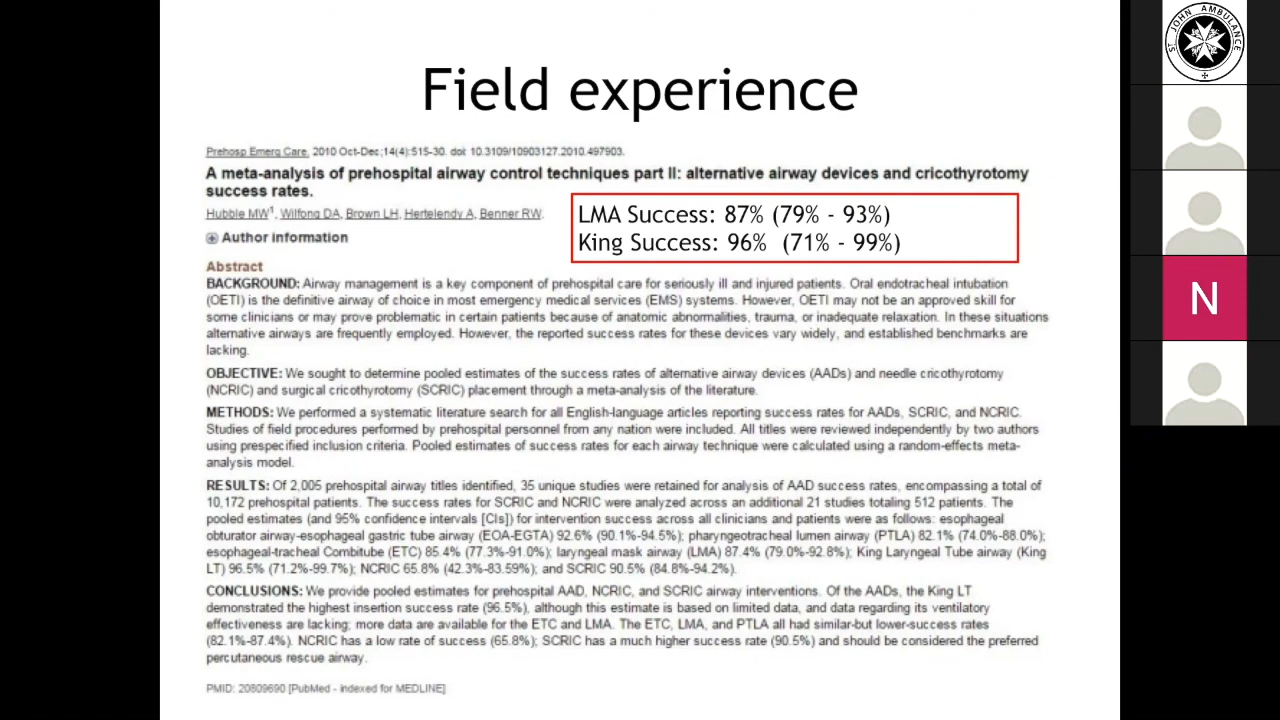 Field experience
Prehosp Emerg Care. 2010 Oct-Dec;14(4):515-30. doi: 10.3109/10903127.2010.497903.
A meta-analysis of prehospital airway control techniques part II: alternative airway devices and cricothyrotomy
success rates.
Hubble MW1, Wilfong DA, Brown LH, Hertelendy A, Benner RW.
LMA Success: 87% (79% - 93%)
King Success: 96% (71% - 99%)
Author information
Abstract
BACKGROUND: Airway management is a key component of prehospital care for seriously ill and injured patients. Oral endotracheal intubation
(OETI) is the definitive airway of choice in most emergency medical services (EMS) systems. However, OETI may not be an approved skill for
some clinicians or may prove problematic in certain patients because of anatomic abnormalities, trauma, or inadequate relaxation. In these situations
alternative airways are frequently employed. However, the reported success rates for these devices vary widely, and established benchmarks are
lacking.
OBJECTIVE: We sought to determine pooled estimates of the success rates of alternative airway devices (AADs) and needle cricothyrotomy
(NCRIC) and surgical cricothyrotomy (SCRIC) placement through a meta-analysis of the literature.
METHODS: We performed a systematic literature search for all English-language articles reporting success rates for AADs, SCRIC, and NCRIC.
Studies of field procedures performed by prehospital personnel from any nation were included. All titles were reviewed independently by two authors
using prespecified inclusion criteria. Pooled estimates of success rates for each airway technique were calculated using a random-effects meta-
analysis model.
RESULTS: Of 2,005 prehospital airway titles identified, 35 unique studies were retained for analysis of AAD success rates, encompassing a total of
10,172 prehospital patients. The success rates for SCRIC and NCRIC were analyzed across an additional 21 studies totaling 512 patients. The
pooled estimates (and 95% confidence intervals [CIs]) for intervention success across all clinicians and patients were as follows: esophageal
obturator airway-esophageal gastric tube airway (EOA-EGTA) 92.6% (90.1%-94.5%); pharyngeotracheal lumen airway (PTLA) 82.1% (74.0%-88.0%);
esophageal-tracheal Combitube (ETC) 85.4% (77.3%-91.0%); laryngeal mask airway (LMA) 87.4% (79.0%-92.8%); King Laryngeal Tube airway (King
LT) 96.5% (71.2%-99.7%); NCRIC 65.8% (42.3%-83.59%); and SCRIC 90.5% (84.8%-94.2%).
CONCLUSIONS: We provide pooled estimates for prehospital AAD, NCRIC, and SCRIC airway interventions. Of the AADs, the King LT
demonstrated the highest insertion success rate (96.5%), although this estimate is based on limited data, and data regarding its ventilatory
effectiveness are lacking; more data are available for the ETC and LMA. The ETC, LMA, and PTLA all had similar-but lower-success rates
(82.1%-87.4%). NCRIC has a low rate of success (65.8%); SCRIC has a much higher success rate (90.5%) and should be considered the preferred
percutaneous rescue airway.
PMID: 20809690 [PubMed - indexed for MEDLINE]
ST JOHN AMBULANCE
N